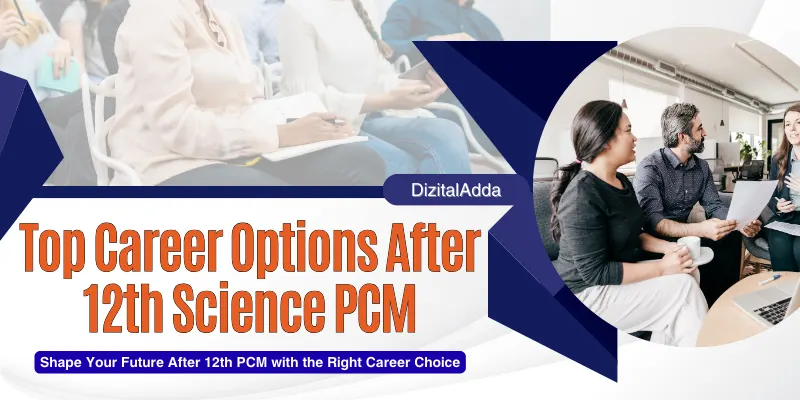 DizitalAdda
Top Career Options After
12th Science PCM
Shape Your Future After 12th PCM with the Right Career Choice